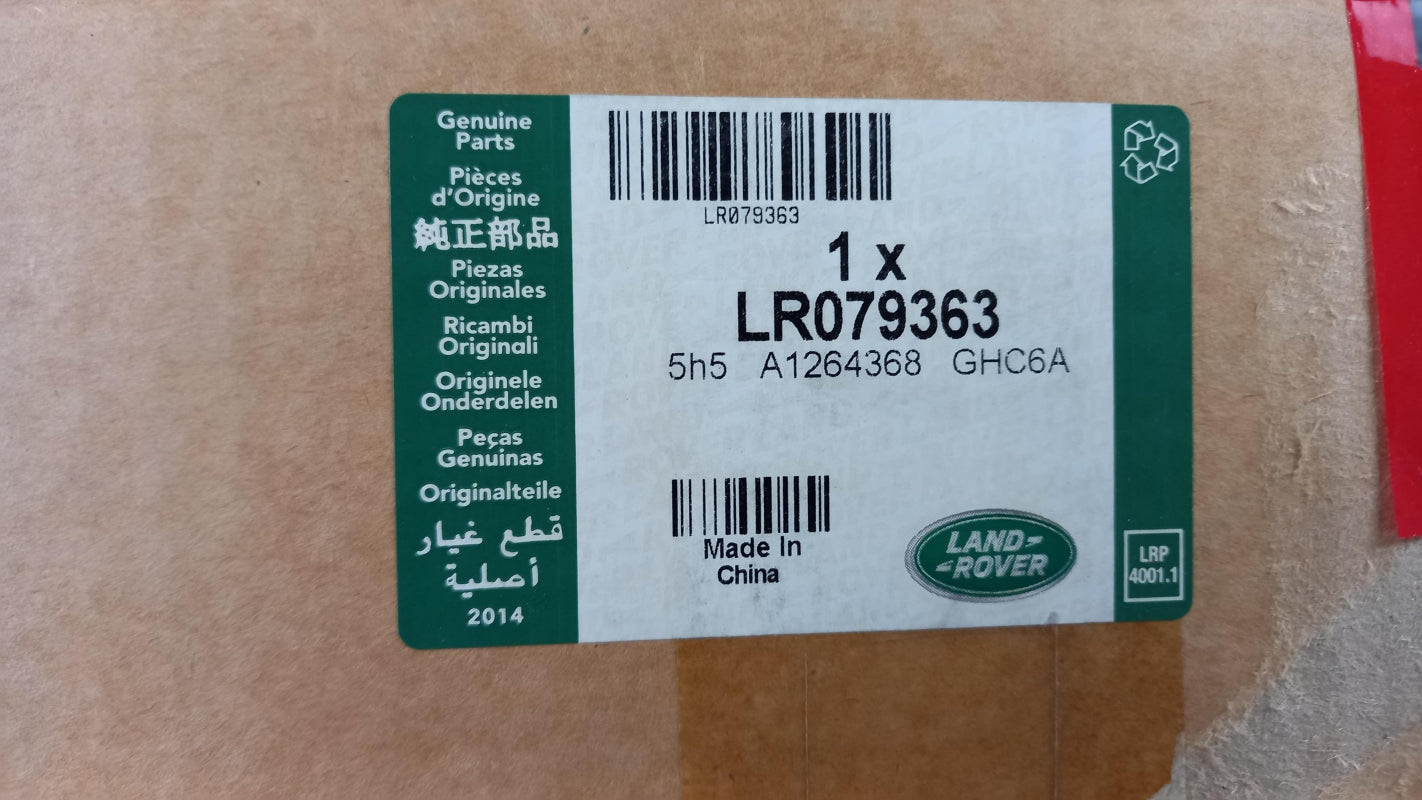 Genuine
Parts
Pièces
d'Origine
純正部品
Piezas
Originales
Ricambi
Originali
Originele
Onderdelen
Peças
Genuínas
Originalteile
قطع غيار
أصلية
2014
LR079363
1 x
LR079363
5h5 A1264368 GHC6A
Made In
China
LAND-
-ROVER
LRP
4001.1